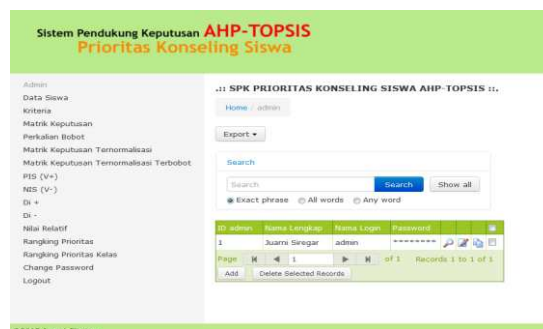 Sistem Pendukung Keputusan AHP-TOPSIS
Prioritas Konseling Siswa
Admin
Data Siswa
Kriteria
Matrik Keputusan
Perkalian Bobot
Matrik Keputusan Ternormalisasi
Matrik Keputusan Ternormalisasi Terbobot
PIS (V+)
NIS (V-)
Di +
Di -
Nilai Relatif
Rangking Prioritas
Rangking Prioritas Kelas
Change Password
Logout
.:: SPK PRIORITAS KONSELING SISWA AHP-TOPSIS ::.
Home / admin
Export
Search
Search Search Show all
Exact phrase All words Any word
ID admin Nama Lengkap Nama Login Password
1 Juarni Siregar admin ********
Page 1 of 1 Records 1 to 1 of 1
Add Delete Selected Records